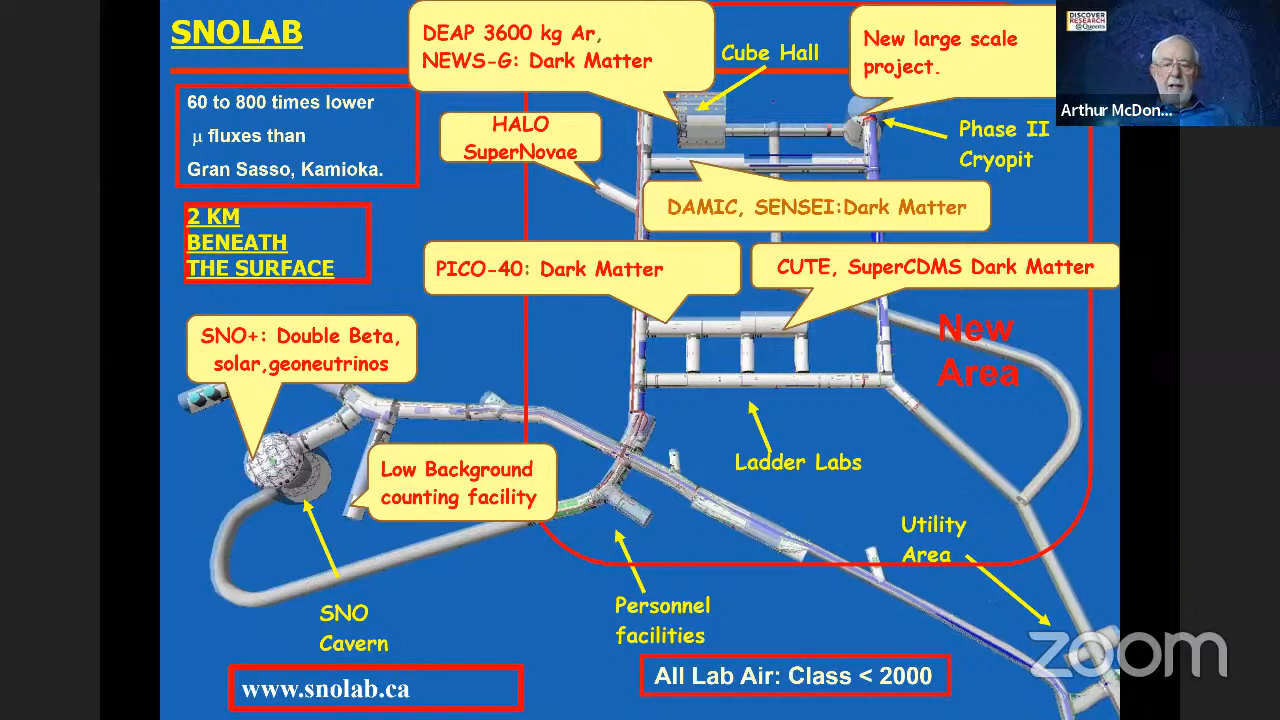 SNOLAB
DEAP 3600 kg Ar,
NEWS-G: Dark Matter
Cube Hall
New large scale
project.
DISCOVER
RESEARCH
@Queens
Arthur McDon...
60 to 800 times lower
μ fluxes than
Gran Sasso, Kamioka.
HALO
SuperNovae
Phase II
Cryopit
2 KM
BENEATH
THE SURFACE
DAMIC, SENSEI:Dark Matter
PICO-40: Dark Matter
CUTE, SuperCDMS Dark Matter
SNO+: Double Beta,
solar,geoneutrinos
New
Area
Low Background
counting facility
Ladder Labs
Utility
Area
SNO
Cavern
Personnel
facilities
zoom
www.snolab.ca
All Lab Air: Class < 2000